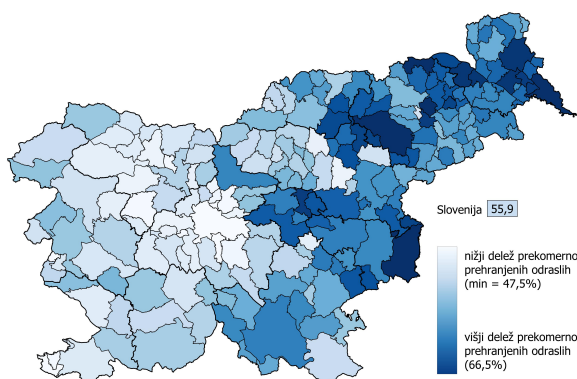 Slovenija 55,9
nižji delež prekomerno
prehranjenih odraslih
(min = 47,5%)
višji delež prekomerno
prehranjenih odraslih
(66,5%)